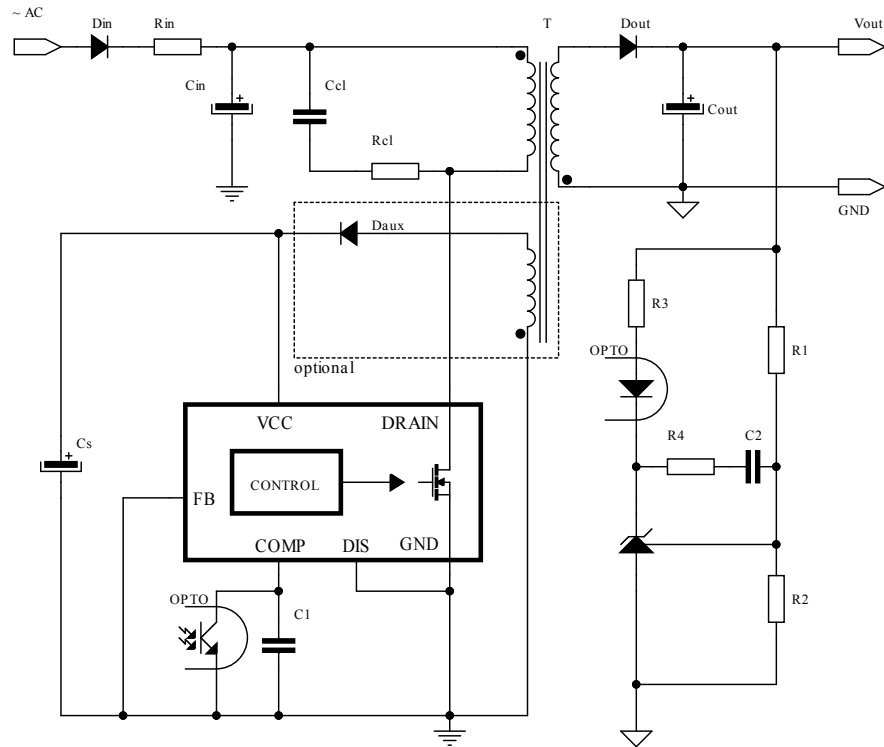 ~ AC
Din
Rin
T
Dout
Vout
Cin
Ccl
Cout
Rcl
GND
Daux
R3
OPTO
R1
optional
VCC
DRAIN
Cs
R4
C2
FB
CONTROL
COMP
DIS
GND
OPTO
C1
R2
+
+
+